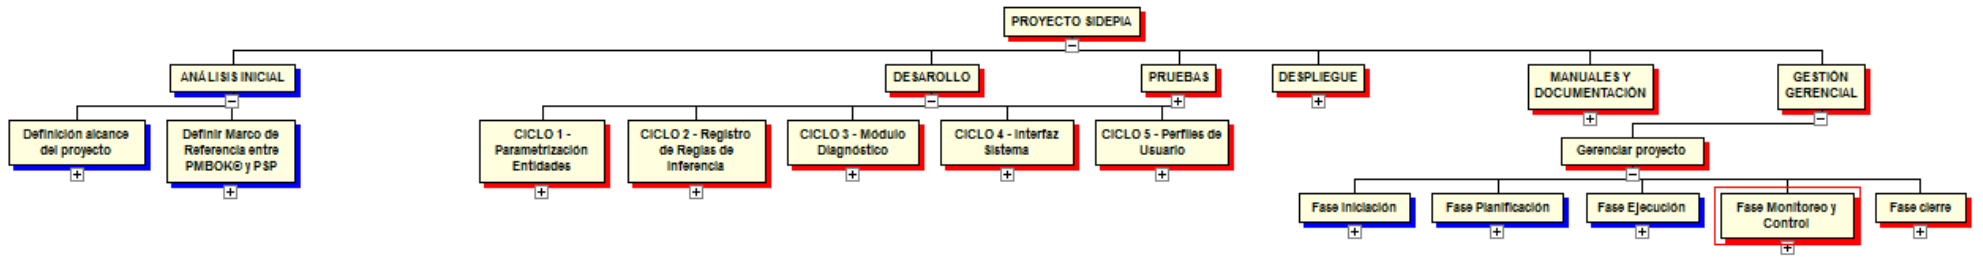 PROYECTO SIDEPIA
ANÁLISIS INICIAL
DESAROLLO
PRUEBAS
DESPLIEGUE
MANUALES Y
DOCUMENTACIÓN
GESTIÓN
GERENCIAL
Definición alcance
del proyecto
Definir Marco de
Referencia entre
PMBOK® y PSP
CICLO 1 -
Parametrización
Entidades
CICLO 2 - Registro
de Reglas de
Inferencia
CICLO 3 - Módulo
Diagnóstico
CICLO 4 - Interfaz
Sistema
CICLO 5 - Perfiles de
Usuario
Gerenciar proyecto
Fase Iniciación
Fase Planificación
Fase Ejecución
Fase Monitoreo y
Control
Fase cierre